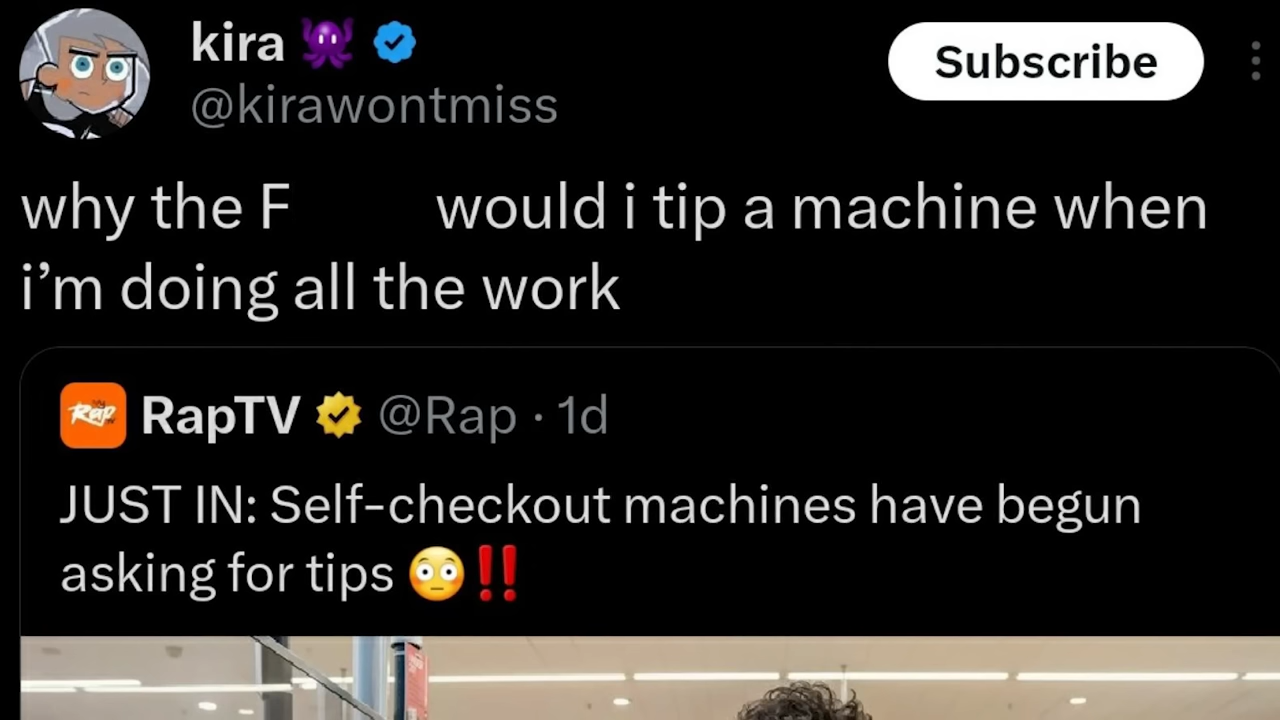 kira 🐙
@kirawontmiss
Subscribe
why the F would i tip a machine when
i’m doing all the work
Rap
RapTV @Rap · 1d
JUST IN: Self-checkout machines have begun
asking for tips 😳‼️